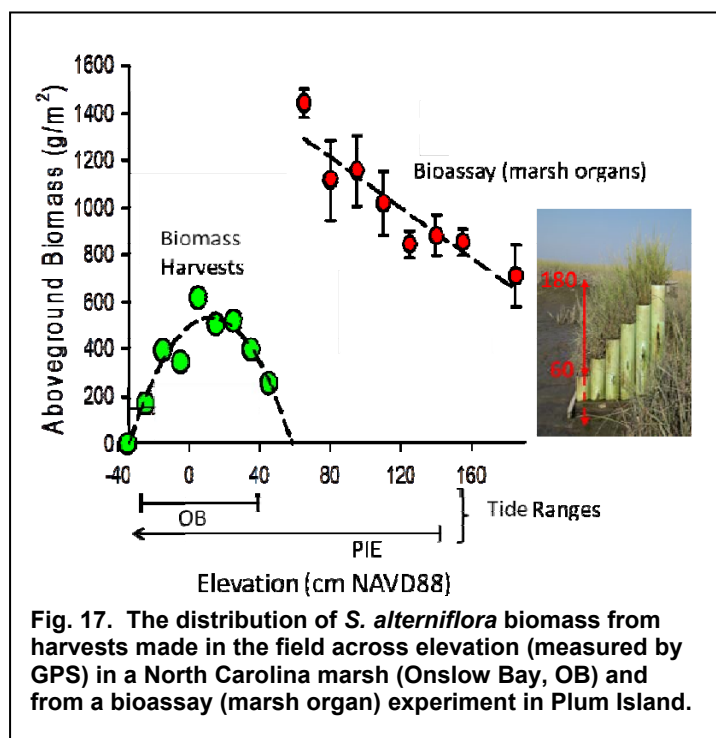 1600
1400
1200
1000
800
600
400
200
0
Aboveground Biomass (g/m²)
Bioassay (marsh organs)
Biomass
Harvests
180
60
-40 0 40 80 120 160
OB
Tide Ranges
PIE
Elevation (cm NAVD88)
Fig. 17. The distribution of S. alterniflora biomass from
harvests made in the field across elevation (measured by
GPS) in a North Carolina marsh (Onslow Bay, OB) and
from a bioassay (marsh organ) experiment in Plum Island.